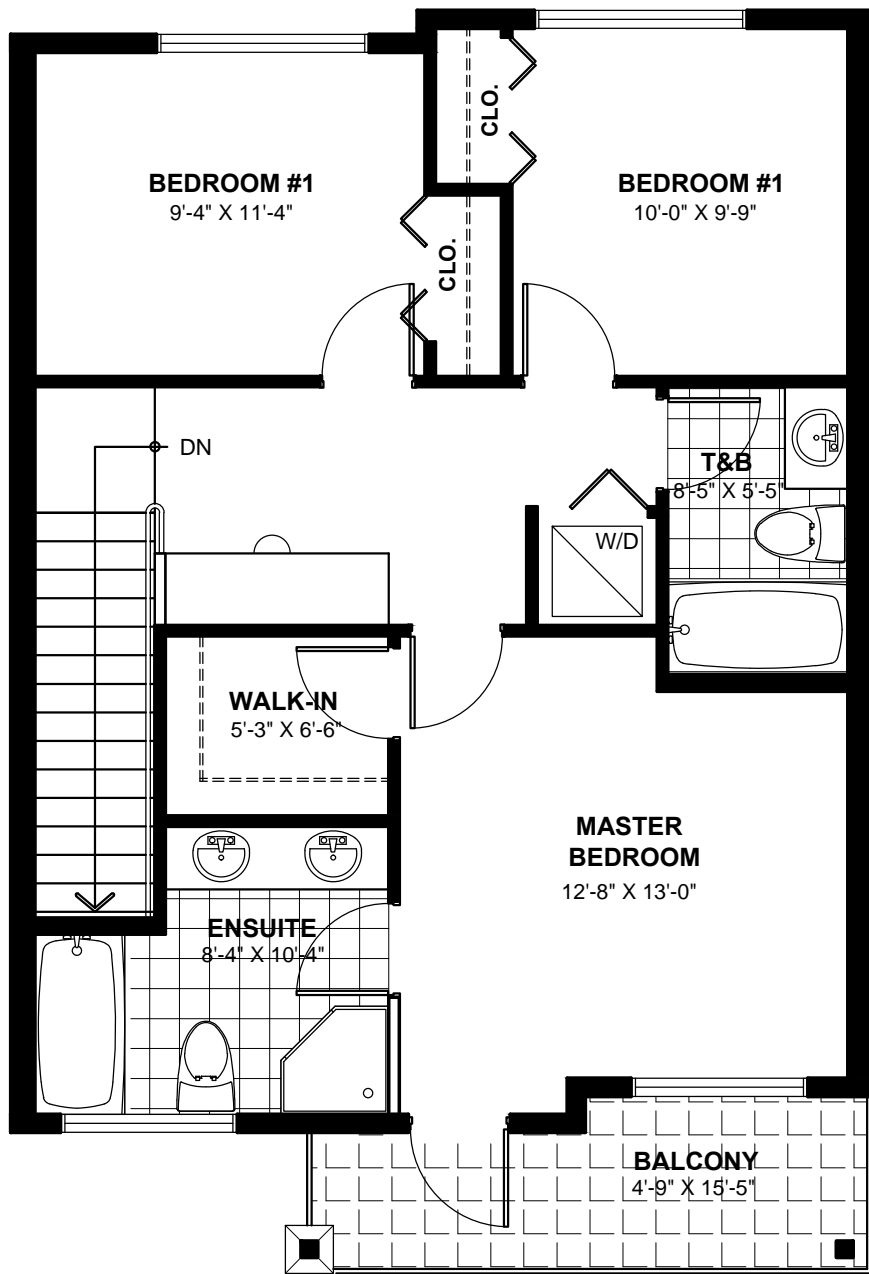 CLO.
BEDROOM #1
9'-4" X 11'-4"
BEDROOM #1
10'-0" X 9'-9"
CLO.
DN
T&B
8'-5" X 5'-5"
W/D
WALK-IN
5'-3" X 6'-6"
MASTER
BEDROOM
12'-8" X 13'-0"
ENSUITE
8'-4" X 10'-4"
BALCONY
4'-9" X 15'-5"